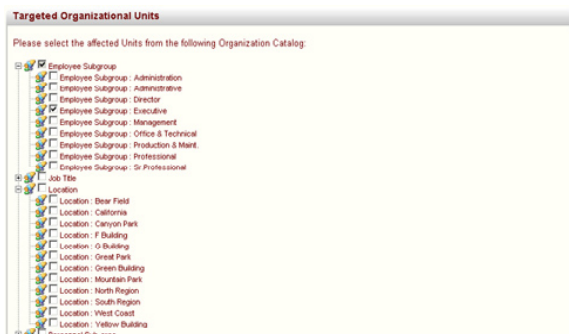 Targeted Organizational Units
Please select the affected Units from the following Organization Catalog:
Employee Subgroup
Employee Subgroup : Administration
Employee Subgroup : Administrative
Employee Subgroup : Director
Employee Subgroup : Executive
Employee Subgroup : Management
Employee Subgroup : Office & Technical
Employee Subgroup : Production & Maint.
Employee Subgroup : Professional
Employee Subgroup : Sr Professional
Job Title
Location
Location : Bear Field
Location : California
Location : Canyon Park
Location : F Building
Location : G Building
Location : Great Park
Location : Green Building
Location : Mountain Park
Location : North Region
Location : South Region
Location : West Coast
Location : Yellow Building